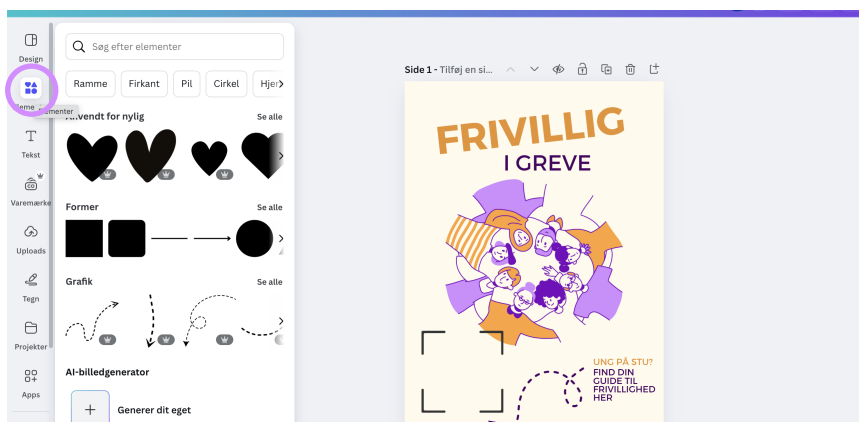 Søg efter elementer
Design
Ramme Firkant Pil Cirkel Hjer
Eleme
ementer
Anvendt for nylig Se alle
Tekst
Varemærke
Former Se alle
Uploads
Grafik Se alle
Tegn
Projekter
AI-billedgenerator
Apps
Generer dit eget
Side 1 - Tilføj en si...
FRIVILLIG
I GREVE
UNG PÅ STU?
FIND DIN
GUIDE TIL
FRIVILLIGHED
HER